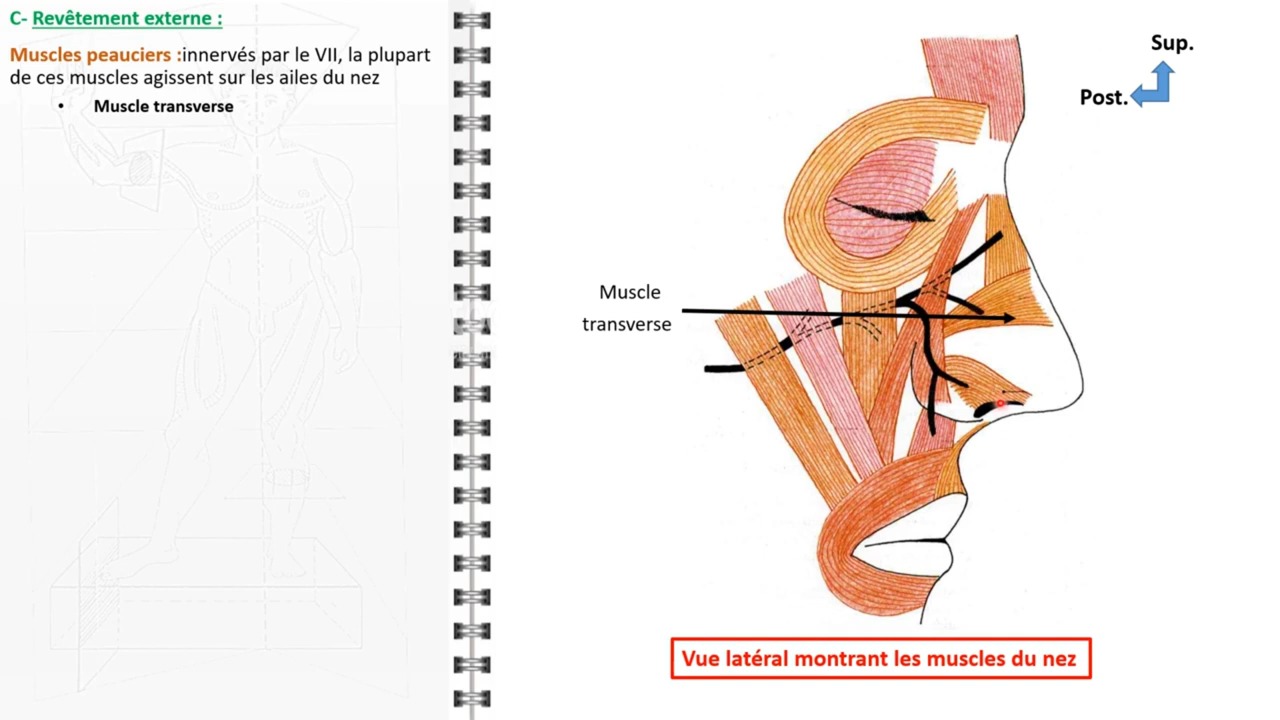 C- Revêtement externe :
Muscles peauciers :innervés par le VII, la plupart
de ces muscles agissent sur les ailes du nez
• Muscle transverse
Sup.
Post.
Muscle
transverse
Vue latéral montrant les muscles du nez